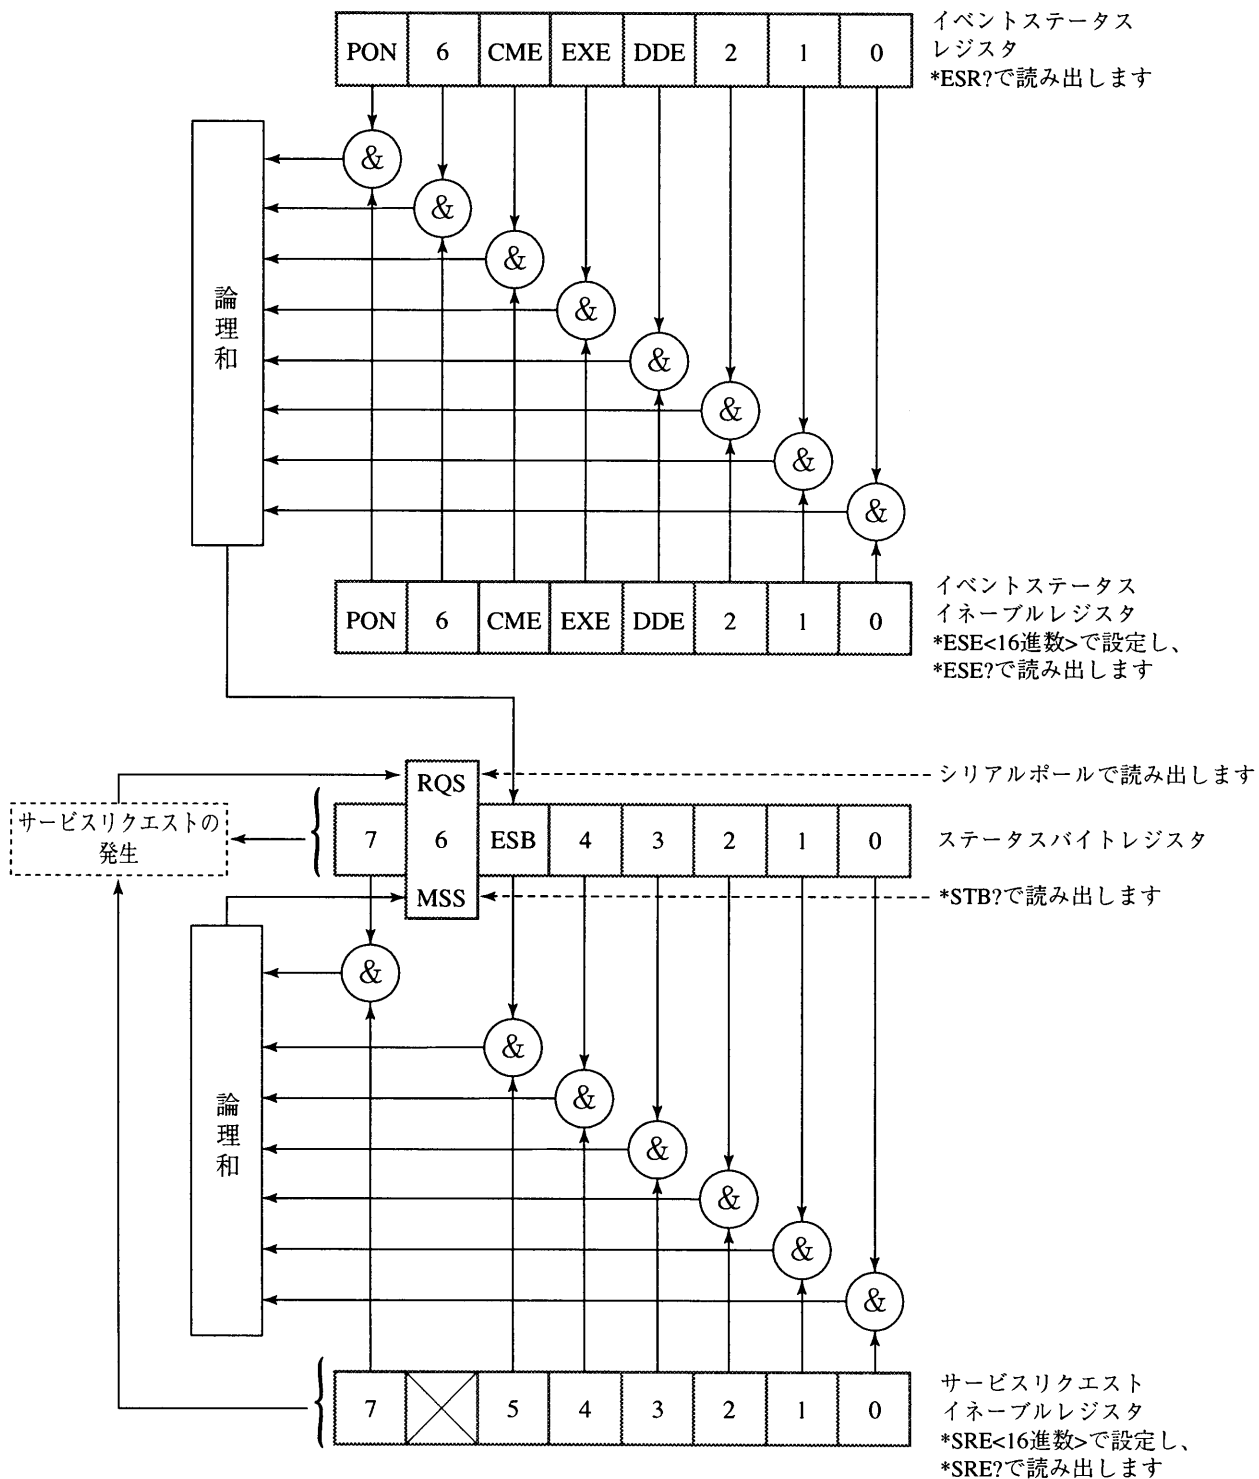 イベントステータス
レジスタ
*ESR?で読み出します
PON 6 CME EXE DDE 2 1 0
&
&
&
&
&
&
&
&
論理和
PON 6 CME EXE DDE 2 1 0
イベントステータス
イネーブルレジスタ
*ESE<16進数>で設定し、
*ESE?で読み出します
RQS
シリアルポールで読み出します
サービスリクエストの
発生
7 6 ESB 4 3 2 1 0
ステータスバイトレジスタ
MSS
*STB?で読み出します
&
&
&
&
&
&
&
論理和
7 5 4 3 2 1 0
サービスリクエスト
イネーブルレジスタ
*SRE<16進数>で設定し、
*SRE?で読み出します